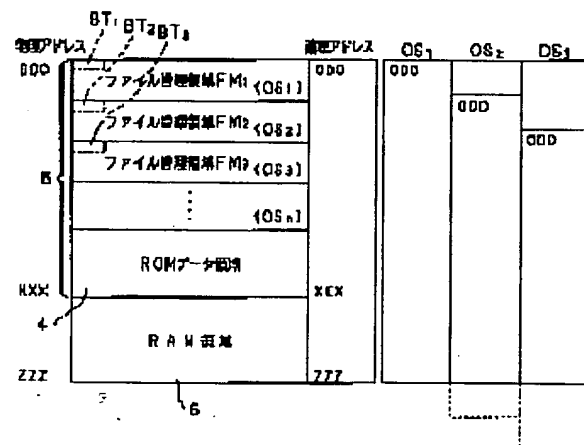 BT₁ BT₂ BT₃
物理アドレス 論理アドレス OS₁ OS₂ OS₃
000 000 000
ファイル管理領域FM₁ (OS₁)
000
ファイル管理領域FM₂ (OS₂)
000
ファイル管理領域FM₃ (OS₃)
(OSn)
ROMデータ領域
XXX XXX
4
RAM領域
ZZZ ZZZ
6